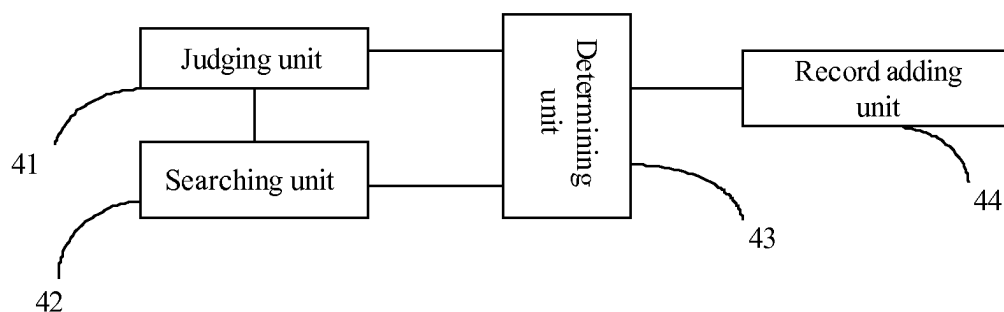 Judging unit
41
Searching unit
42
Determining
unit
43
Record adding
unit
44